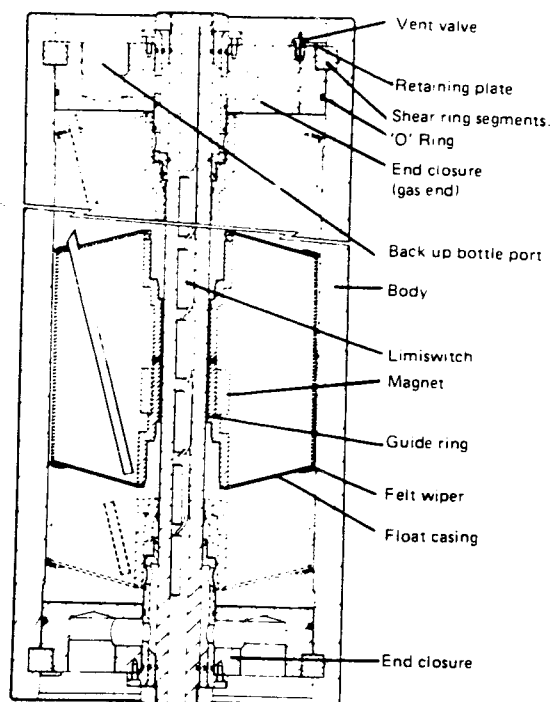 Vent valve
Retaining plate
Shear ring segments.
'O' Ring
End closure
(gas end)
Back up bottle port
Body
Limiswitch
Magnet
Guide ring
Felt wiper
Float casing
End closure